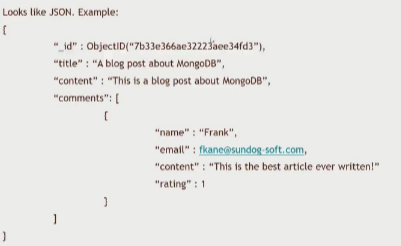 Looks like JSON. Example:
{
"_id" : ObjectID("7b33e366ae32223aee34fd3"),
"title" : "A blog post about MongoDB",
"content" : "This is a blog post about MongoDB",
"comments": [
{
"name" : "Frank",
"email" : fkane@sundog-soft.com,
"content" : "This is the best article ever written!"
"rating" : 1
}
]
}